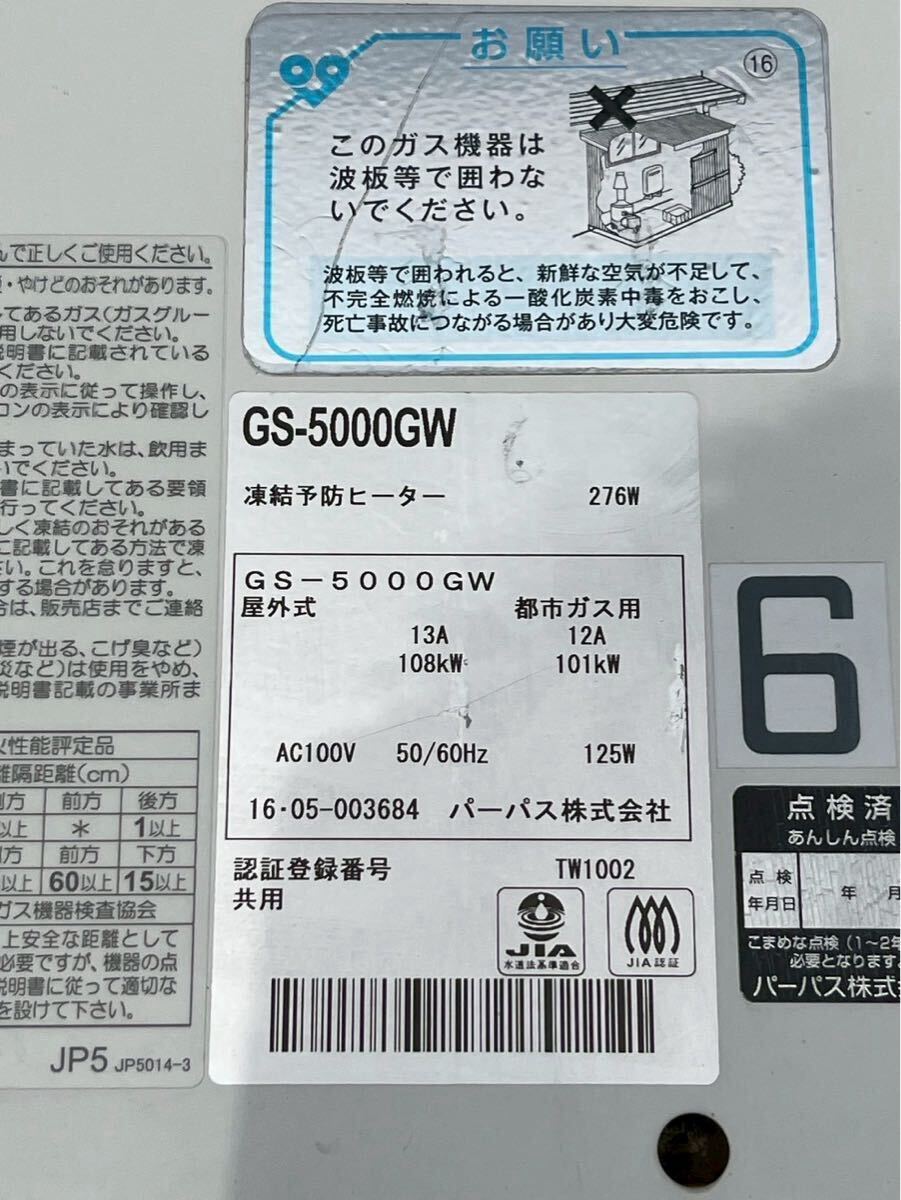 お願い
16
このガス機器は
波板等で囲わな
いでください。
波板等で囲われると、新鮮な空気が不足して、
不完全燃焼による一酸化炭素中毒をおこし、
死亡事故につながる場合があり大変危険です。
んで正しくご使用ください。
・やけどのおそれがあります。
てあるガス(ガスグルー
用しないでください。
説明書に記載されている
ください。
の表示に従って操作し、
コンの表示により確認し
まっていた水は、飲用ま
いでください。
書に記載してある要領
行ってください。
しく凍結のおそれがある
に記載してある方法で凍
い。これを怠りますと、
する場合があります。
合は、販売店までご連絡
煙が出る、こげ臭など)
災など)は使用をやめ、
説明書記載の事業所ま
火性能評定品
離隔距離(cm)
側方 前方 後方
以上 * 1以上
方 前方 下方
以上 60以上 15以上
ガス機器検査協会
上安全な距離として
必要ですが、機器の点
説明書に従って適切な
を設けて下さい。
JP5 JP5014-3
GS-5000GW
凍結予防ヒーター 276W
GS-5000GW
屋外式 都市ガス用
13A 12A
108kW 101kW
AC100V 50/60Hz 125W
16・05-003684 パーパス株式会社
認証登録番号 TW1002
共用
JIA
水道法基準適合
JIA認証
6
点検済
あんしん点検
点検
年月日
年 月
こまめな点検(1~2年
必要となります。
パーパス株式